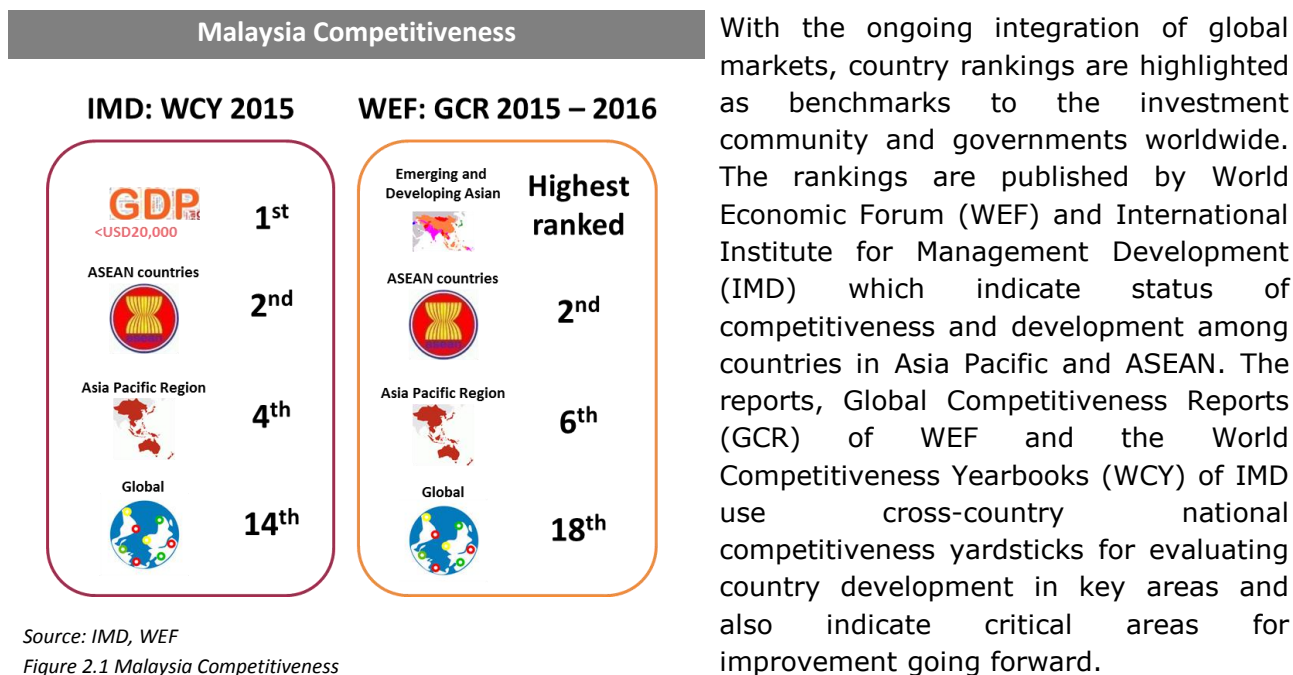 Malaysia Competitiveness
IMD: WCY 2015
WEF: GCR 2015 – 2016
GDP
<USD20,000
1st
ASEAN countries
2nd
Asia Pacific Region
4th
Global
14th
Emerging and
Developing Asian
Highest
ranked
ASEAN countries
2nd
Asia Pacific Region
6th
Global
18th
Source: IMD, WEF
Figure 2.1 Malaysia Competitiveness
With the ongoing integration of global
markets, country rankings are highlighted
as benchmarks to the investment
community and governments worldwide.
The rankings are published by World
Economic Forum (WEF) and International
Institute for Management Development
(IMD) which indicate status of
competitiveness and development among
countries in Asia Pacific and ASEAN. The
reports, Global Competitiveness Reports
(GCR) of WEF and the World
Competitiveness Yearbooks (WCY) of IMD
use cross-country national
competitiveness yardsticks for evaluating
country development in key areas and
also indicate critical areas for
improvement going forward.